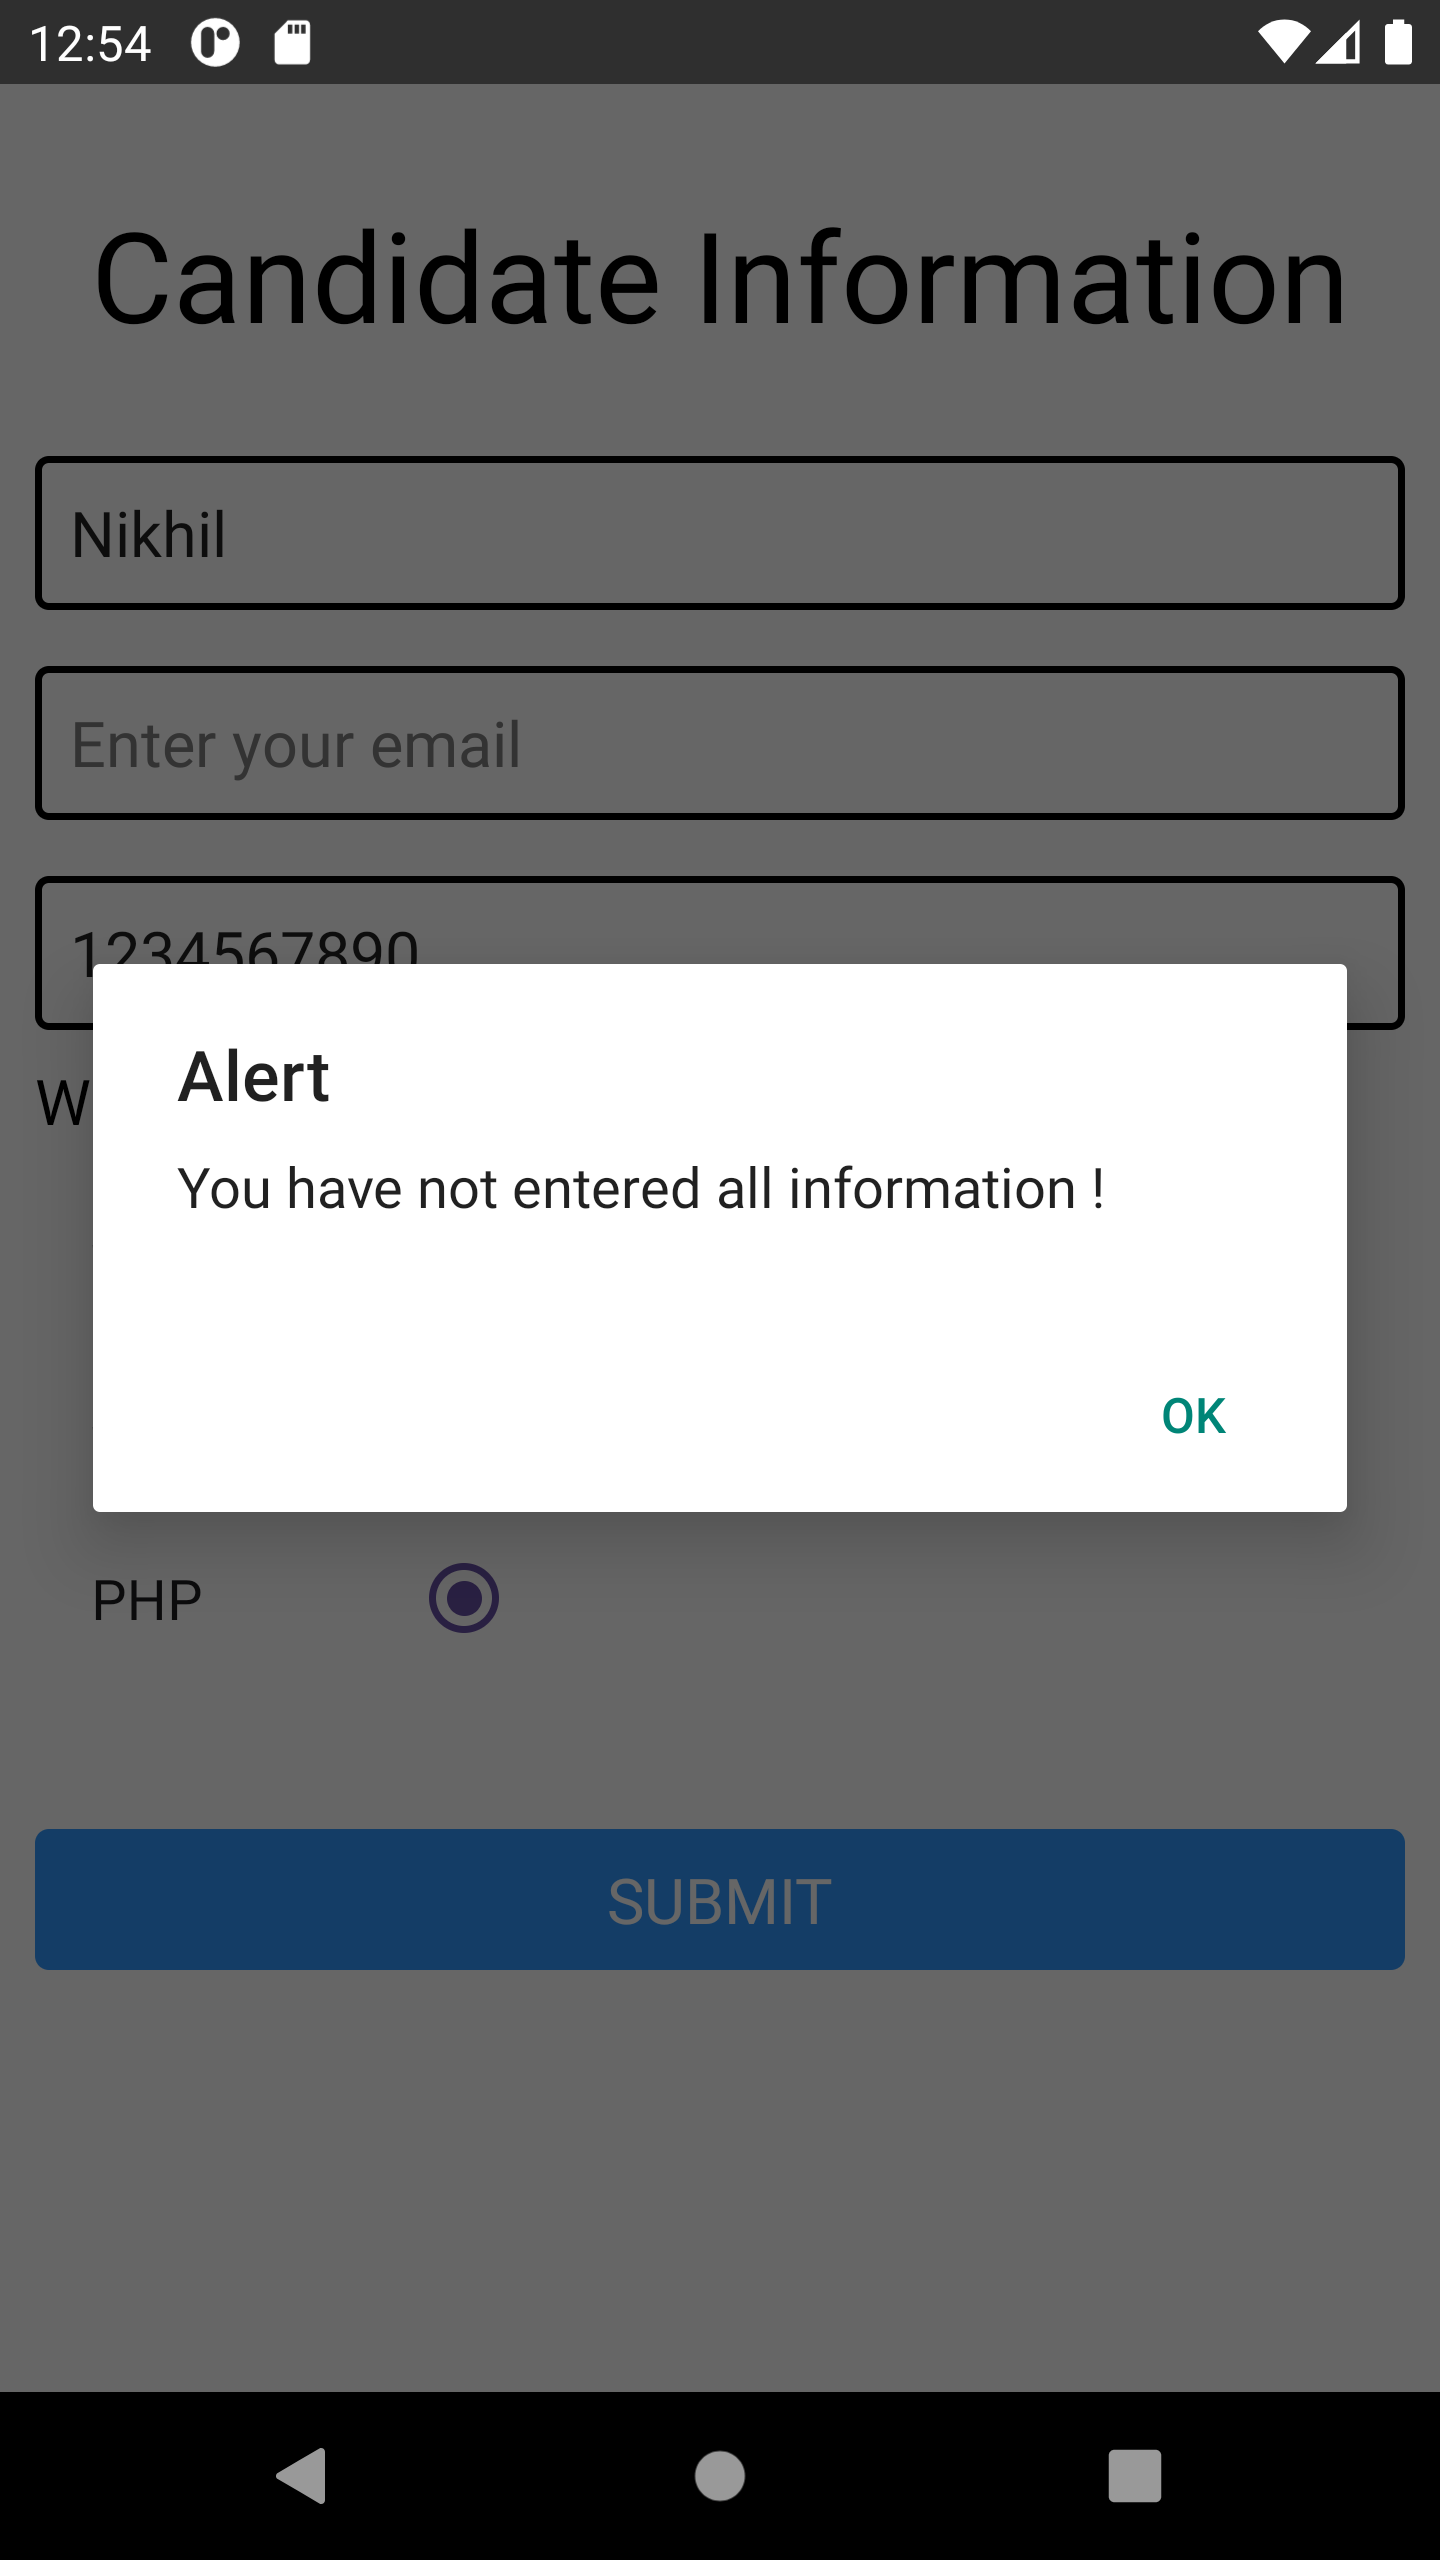 12:54
Candidate Information
Nikhil
Enter your email
1234567890
W
Alert
You have not entered all information !
OK
PHP
SUBMIT